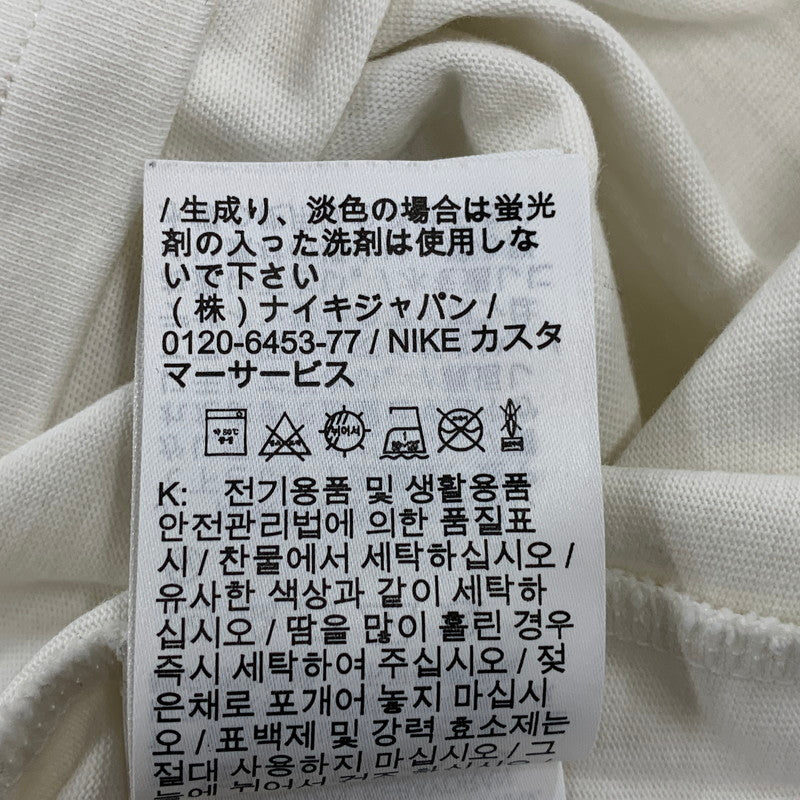 / 生成り、淡色の場合は蛍光
剤の入った洗剤は使用しな
いで下さい
(株) ナイキジャパン /
0120-6453-77 / NIKE カスタ
マーサービス
K: 전기용품 및 생활용품
안전관리법에 의한 품질표
시 / 찬물에서 세탁하십시오 /
유사한 색상과 같이 세탁하
십시오 / 땀을 많이 흘린 경우
즉시 세탁하여 주십시오 / 젖
은채로 포개어 놓지 마십시
오 / 표백제 및 강력 효소제는
절대 사용하지 마십시오 / 그
늘에 뉘어서 건조